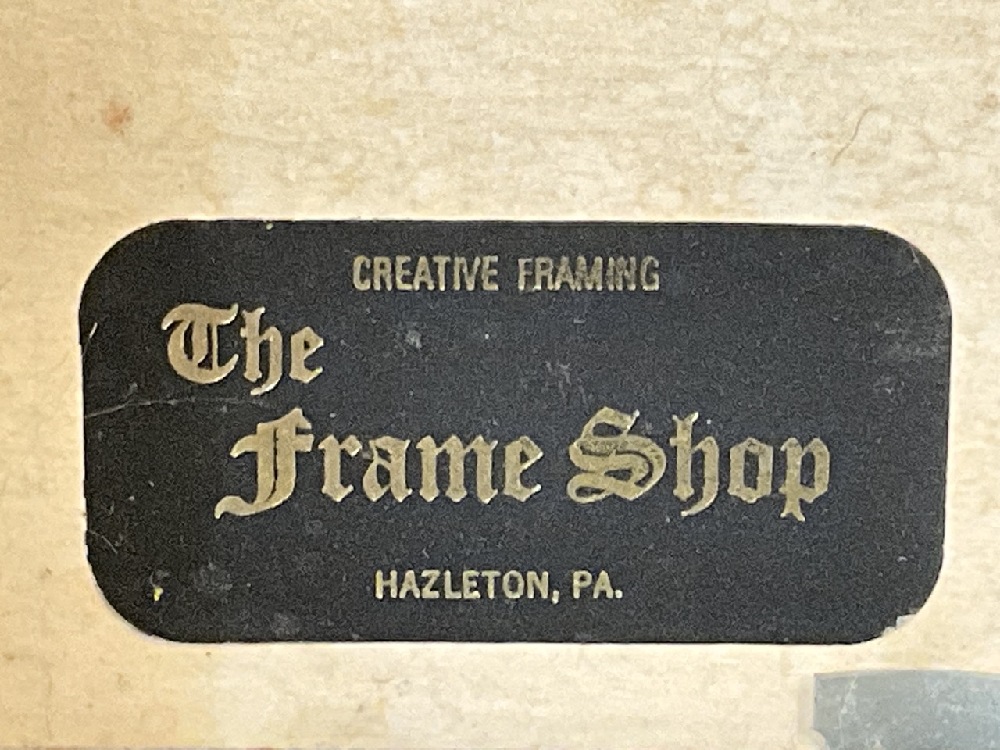 CREATIVE FRAMING
The
Frame Shop
HAZLETON, PA.